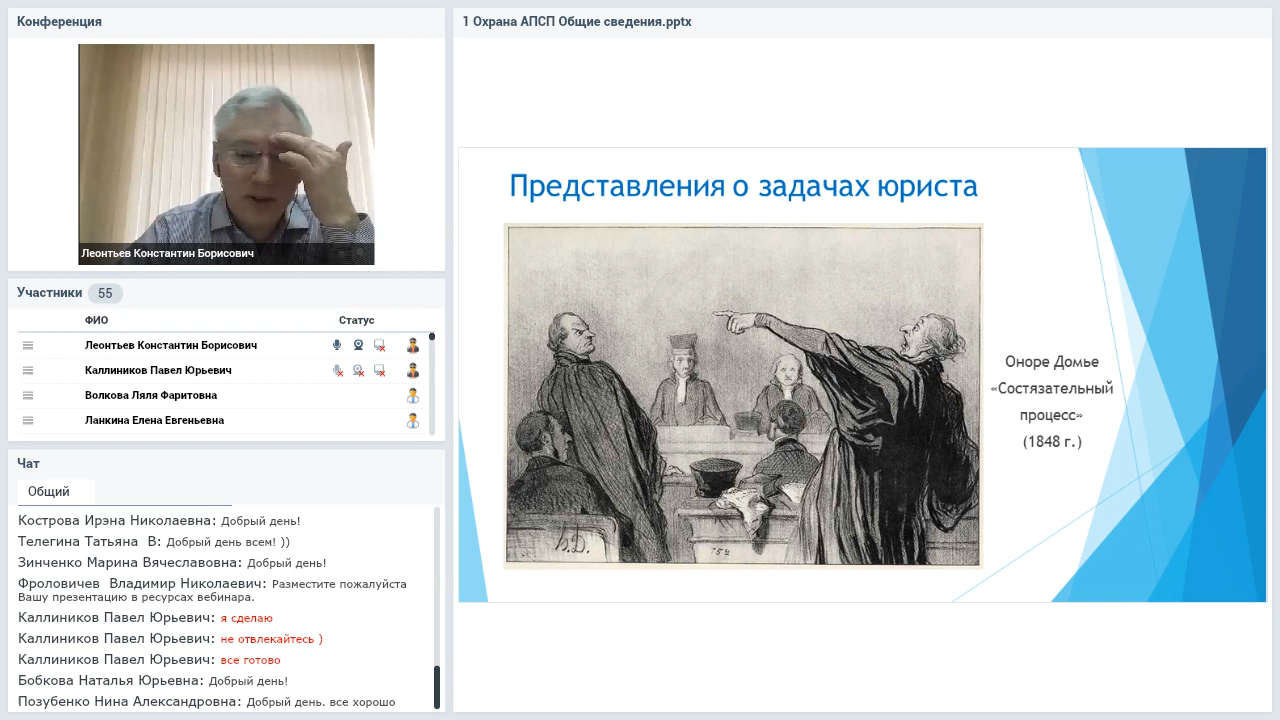 Конференция
Леонтьев Константин Борисович
Участники 55
ФИО Статус
Леонтьев Константин Борисович
Каллиников Павел Юрьевич
Волкова Ляля Фаритовна
Ланкина Елена Евгеньевна
Чат
Общий
Кострова Ирэна Николаевна: Добрый день!
Телегина Татьяна В: Добрый день всем! ))
Зинченко Марина Вячеславовна: Добрый день!
Фроловичев Владимир Николаевич: Разместите пожалуйста
Вашу презентацию в ресурсах вебинара.
Каллиников Павел Юрьевич: я сделаю
Каллиников Павел Юрьевич: не отвлекайтесь )
Каллиников Павел Юрьевич: все готово
Бобкова Наталья Юрьевна: Добрый день!
Позубенко Нина Александровна: Добрый день. все хорошо
1 Охрана АПСП Общие сведения.pptx
Представления о задачах юриста
Оноре Домье
«Состязательный
процесс»
(1848 г.)
h.D.